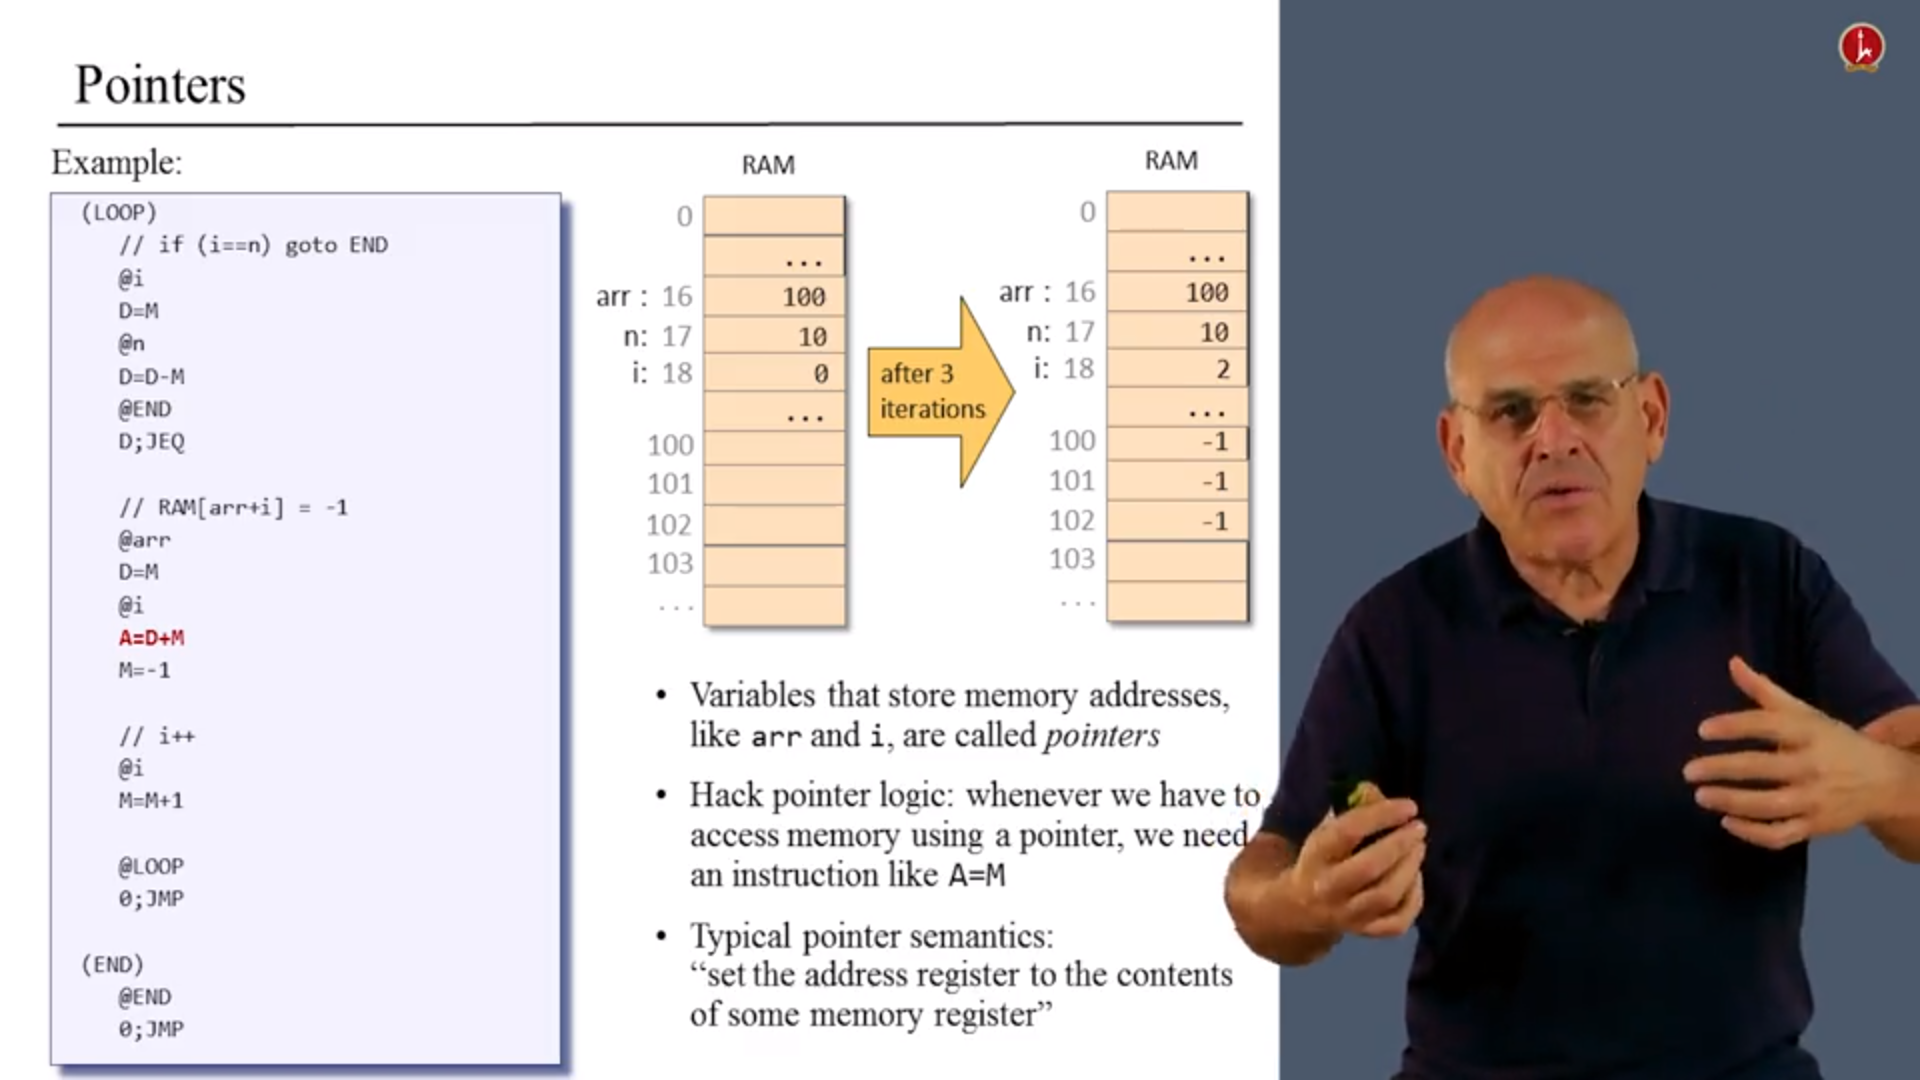 Pointers
Example:
(LOOP)
// if (i==n) goto END
@i
D=M
@n
D=D-M
@END
D;JEQ
// RAM[arr+i] = -1
@arr
D=M
@i
A=D+M
M=-1
// i++
@i
M=M+1
@LOOP
0;JMP
(END)
@END
0;JMP
RAM
0
...
arr : 16 100
n: 17 10
i: 18 0
...
100
101
102
103
...
after 3
iterations
RAM
0
...
arr : 16 100
n: 17 10
i: 18 2
...
100 -1
101 -1
102 -1
103
...
• Variables that store memory addresses,
like arr and i, are called pointers
• Hack pointer logic: whenever we have to
access memory using a pointer, we need
an instruction like A=M
• Typical pointer semantics:
“set the address register to the contents
of some memory register”